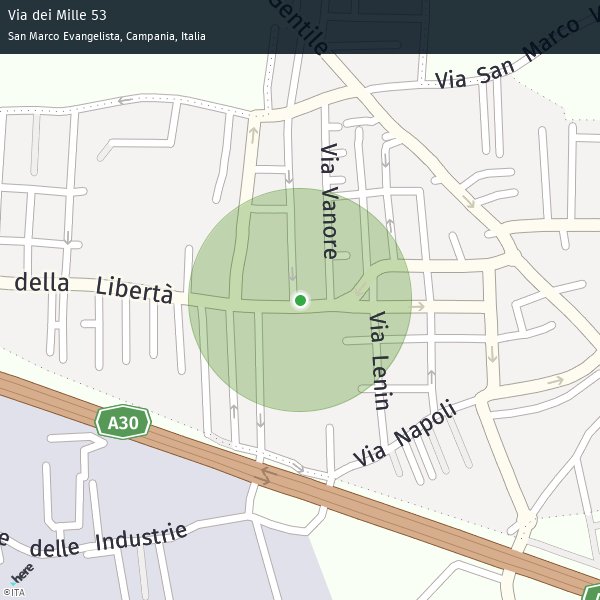 Via dei Mille 53
San Marco Evangelista, Campania, Italia
Gentile
Via San Marco
Via Vanore
della Libertà
Via Lenin
A30
Via Napoli
delle Industrie
here
©ITA